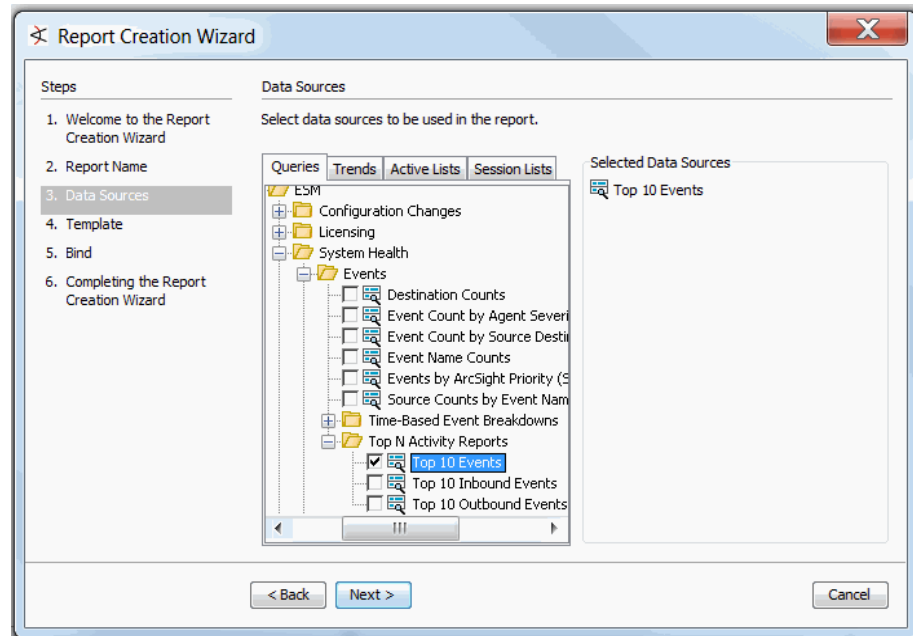 Report Creation Wizard
Steps
1. Welcome to the Report
Creation Wizard
2. Report Name
3. Data Sources
4. Template
5. Bind
6. Completing the Report
Creation Wizard
Data Sources
Select data sources to be used in the report.
Queries Trends Active Lists Session Lists
ESM
Configuration Changes
Licensing
System Health
Events
Destination Counts
Event Count by Agent Severi
Event Count by Source Destin
Event Name Counts
Events by ArcSight Priority (S
Source Counts by Event Nam
Time-Based Event Breakdowns
Top N Activity Reports
Top 10 Events
Top 10 Inbound Events
Top 10 Outbound Events
Selected Data Sources
Top 10 Events
< Back Next > Cancel